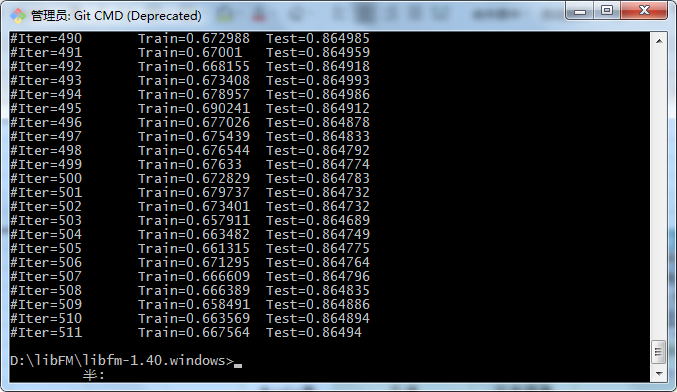 管理员: Git CMD (Deprecated)
#Iter=490 Train=0.672988 Test=0.864985
#Iter=491 Train=0.67001 Test=0.864959
#Iter=492 Train=0.668155 Test=0.864918
#Iter=493 Train=0.673408 Test=0.864993
#Iter=494 Train=0.678957 Test=0.864986
#Iter=495 Train=0.690241 Test=0.864912
#Iter=496 Train=0.677026 Test=0.864878
#Iter=497 Train=0.675439 Test=0.864833
#Iter=498 Train=0.676544 Test=0.864792
#Iter=499 Train=0.67633 Test=0.864774
#Iter=500 Train=0.672829 Test=0.864783
#Iter=501 Train=0.679737 Test=0.864732
#Iter=502 Train=0.673401 Test=0.864732
#Iter=503 Train=0.657911 Test=0.864689
#Iter=504 Train=0.663482 Test=0.864749
#Iter=505 Train=0.661315 Test=0.864775
#Iter=506 Train=0.671295 Test=0.864764
#Iter=507 Train=0.666609 Test=0.864796
#Iter=508 Train=0.666389 Test=0.864835
#Iter=509 Train=0.658491 Test=0.864886
#Iter=510 Train=0.663569 Test=0.864894
#Iter=511 Train=0.667564 Test=0.86494
D:\libFM\libfm-1.40.windows>_
半: